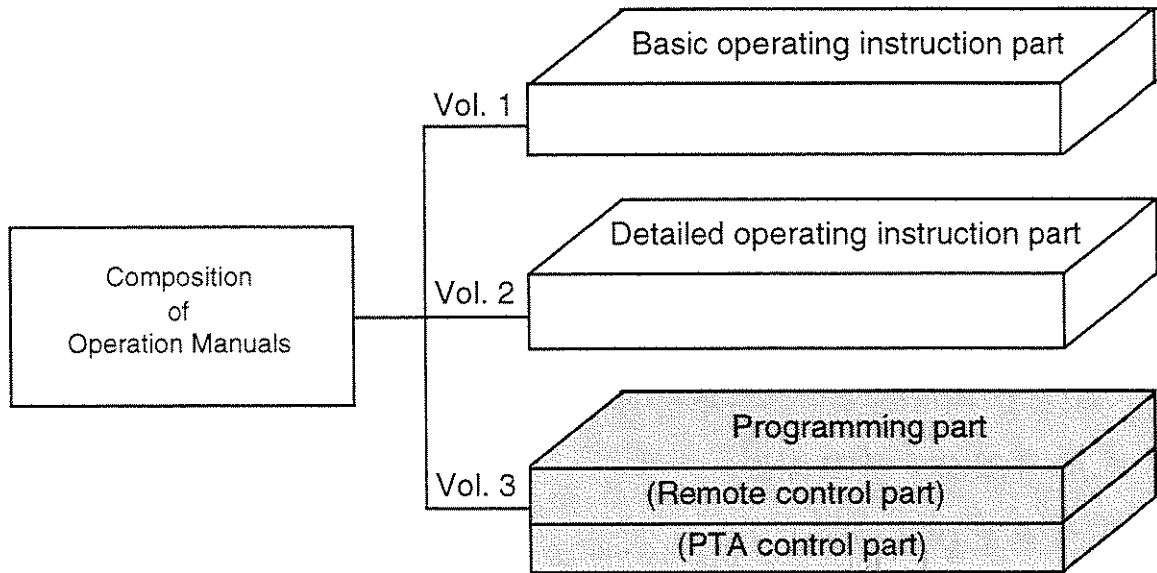 Composition
of
Operation Manuals
Vol. 1
Basic operating instruction part
Vol. 2
Detailed operating instruction part
Vol. 3
Programming part
(Remote control part)
(PTA control part)